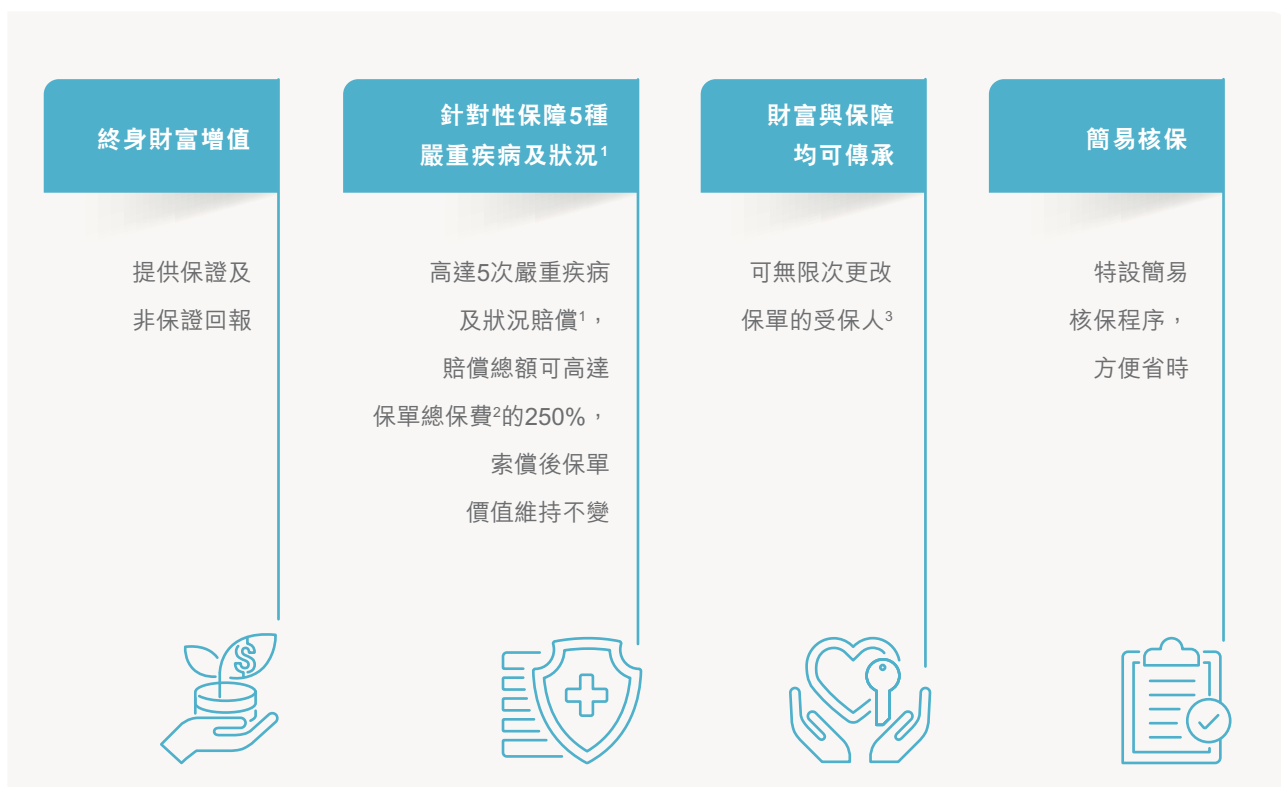 終身財富增值
提供保證及
非保證回報
針對性保障5種
嚴重疾病及狀況¹
高達5次嚴重疾病
及狀況賠償¹，
賠償總額可高達
保單總保費²的250%，
索償後保單
價值維持不變
財富與保障
均可傳承
可無限次更改
保單的受保人³
簡易核保
特設簡易
核保程序，
方便省時
$